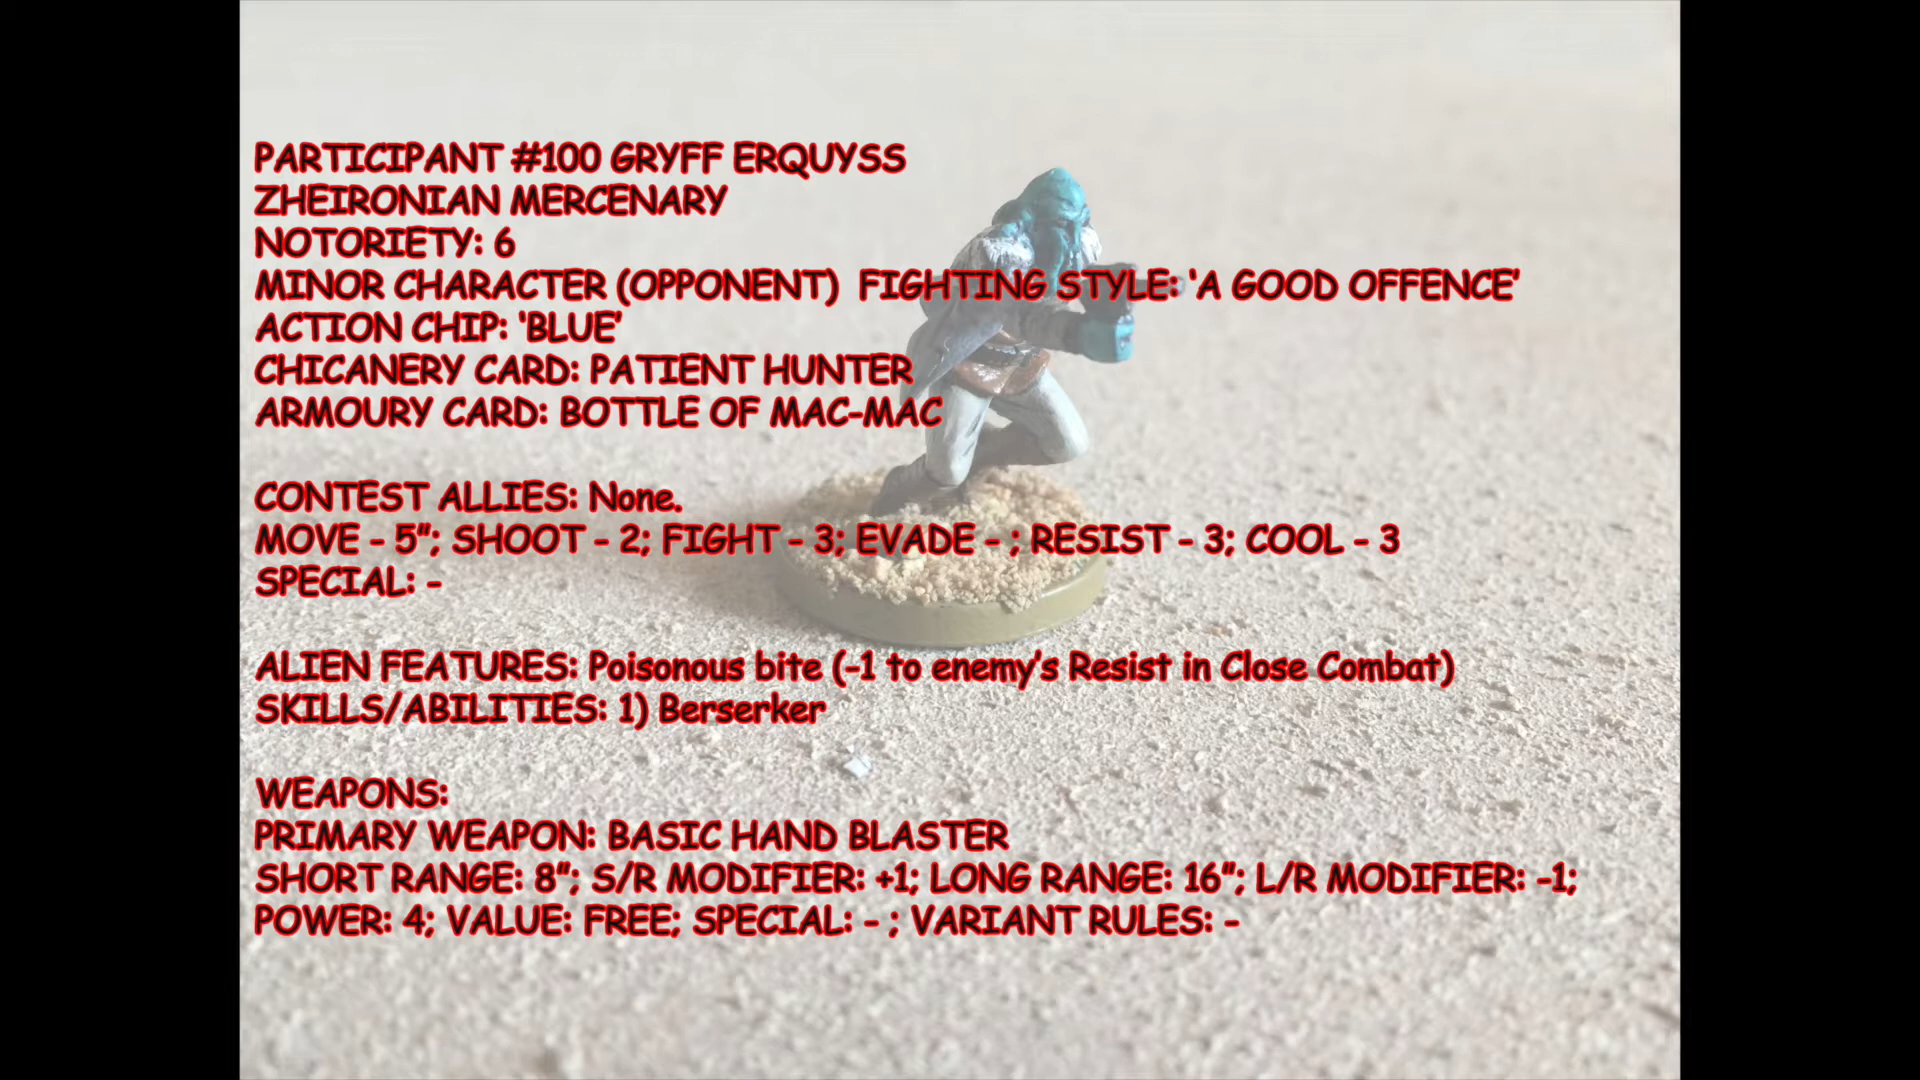 PARTICIPANT #100 GRYFF ERQUYSS
ZHEIRONIAN MERCENARY
NOTORIETY: 6
MINOR CHARACTER (OPPONENT)  FIGHTING STYLE: 'A GOOD OFFENCE'
ACTION CHIP: 'BLUE'
CHICANERY CARD: PATIENT HUNTER
ARMOURY CARD: BOTTLE OF MAC-MAC
CONTEST ALLIES: None.
MOVE - 5"; SHOOT - 2; FIGHT - 3; EVADE - ; RESIST - 3; COOL - 3
SPECIAL: -
ALIEN FEATURES: Poisonous bite (-1 to enemy's Resist in Close Combat)
SKILLS/ABILITIES: 1) Berserker
WEAPONS:
PRIMARY WEAPON: BASIC HAND BLASTER
SHORT RANGE: 8"; S/R MODIFIER: +1; LONG RANGE: 16"; L/R MODIFIER: -1;
POWER: 4; VALUE: FREE; SPECIAL: - ; VARIANT RULES: -